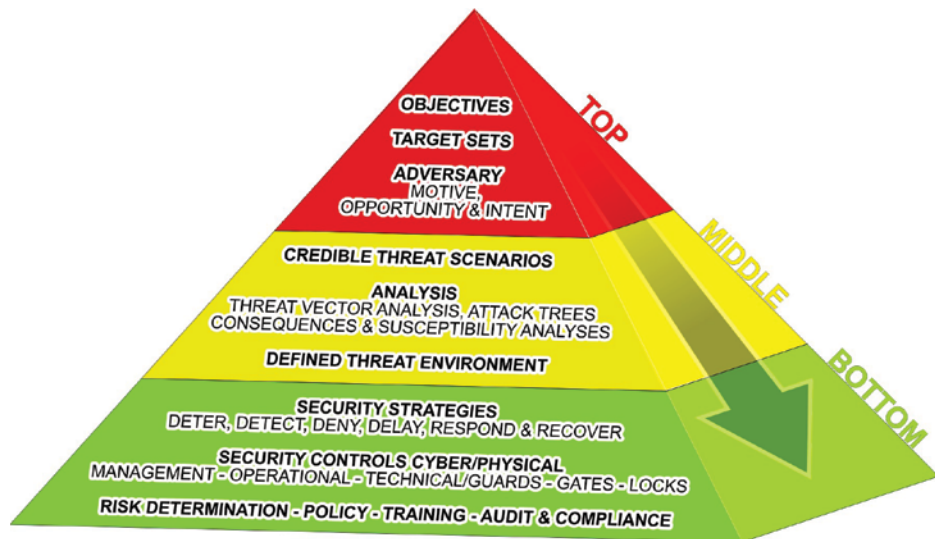 OBJECTIVES
TARGET SETS
ADVERSARY
MOTIVE,
OPPORTUNITY & INTENT
TOP
CREDIBLE THREAT SCENARIOS
ANALYSIS
THREAT VECTOR ANALYSIS, ATTACK TREES
CONSEQUENCES & SUSCEPTIBILITY ANALYSES
DEFINED THREAT ENVIRONMENT
MIDDLE
SECURITY STRATEGIES
DETER, DETECT, DENY, DELAY, RESPOND & RECOVER
SECURITY CONTROLS CYBER/PHYSICAL
MANAGEMENT - OPERATIONAL - TECHNICAL/GUARDS - GATES - LOCKS
RISK DETERMINATION - POLICY - TRAINING - AUDIT & COMPLIANCE
BOTTOM